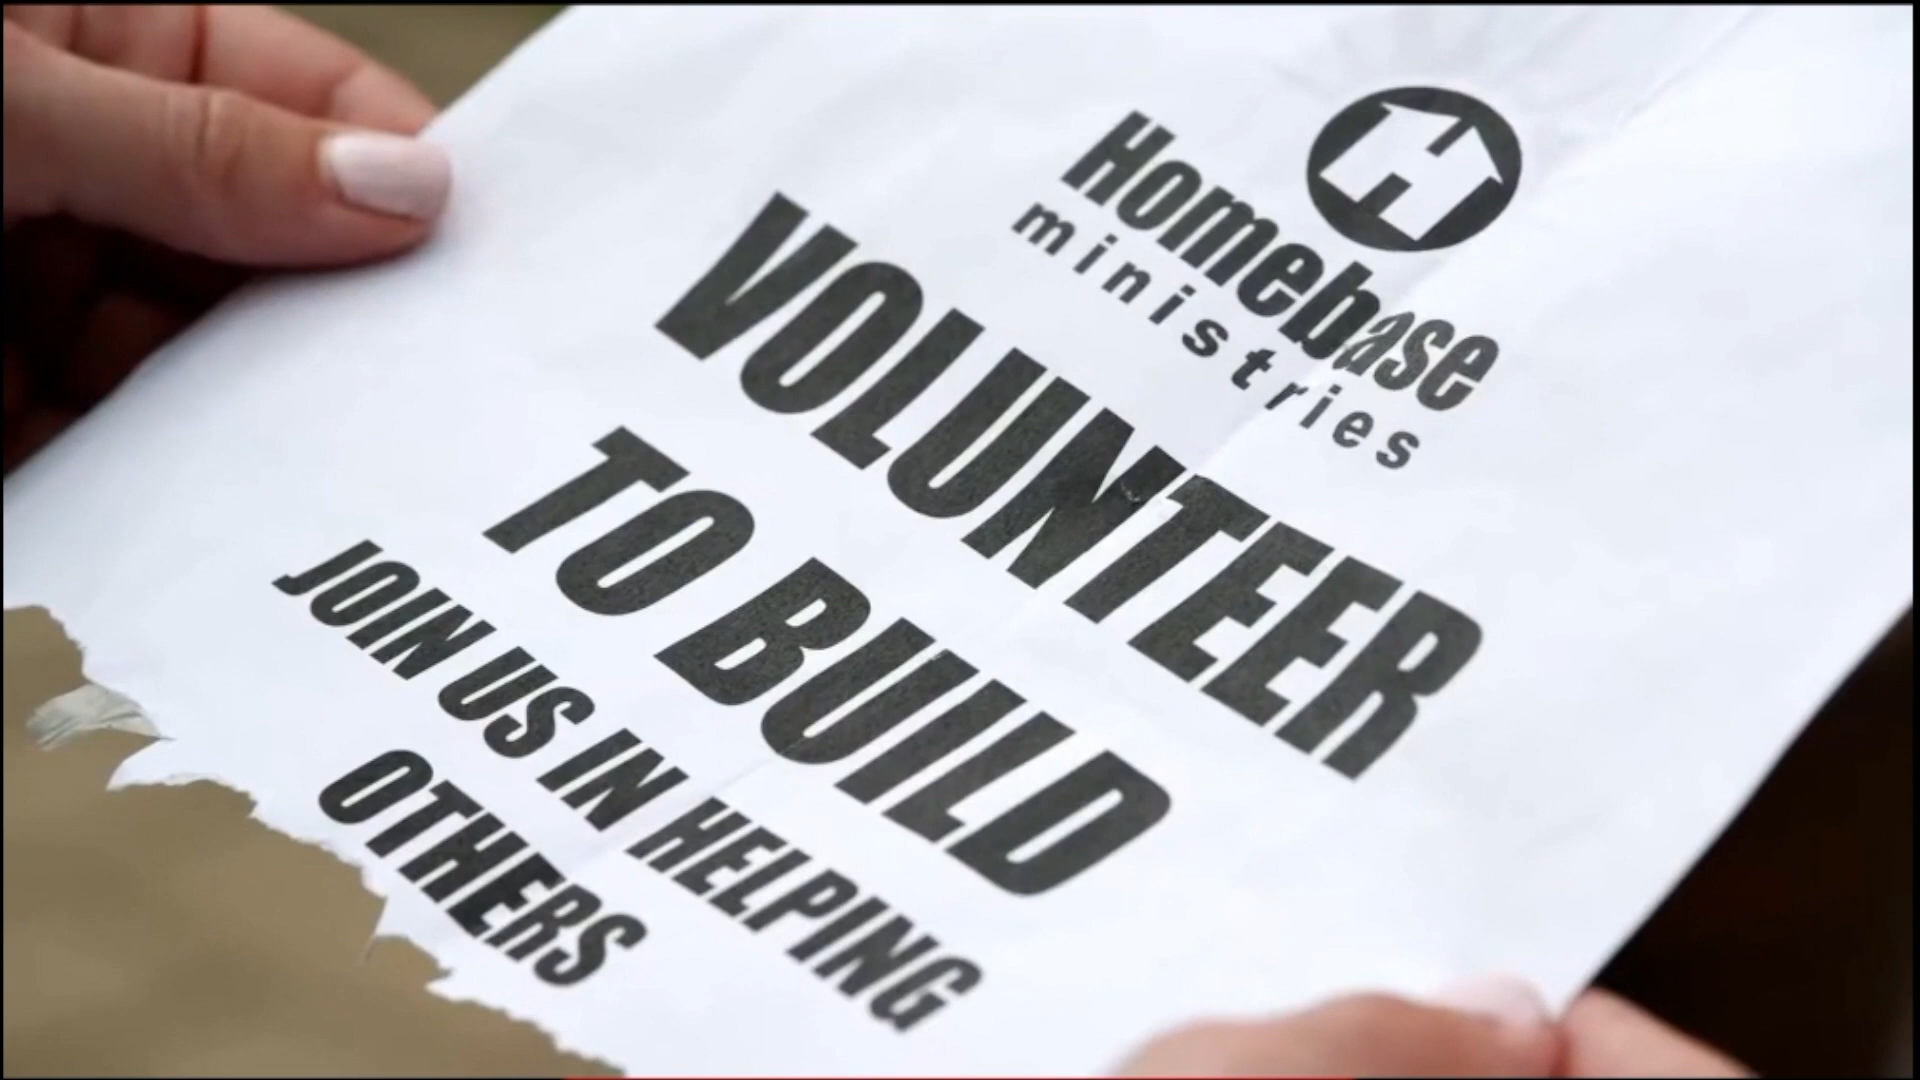 H
Homebase
ministries
VOLUNTEER
TO BUILD
JOIN US IN HELPING
OTHERS